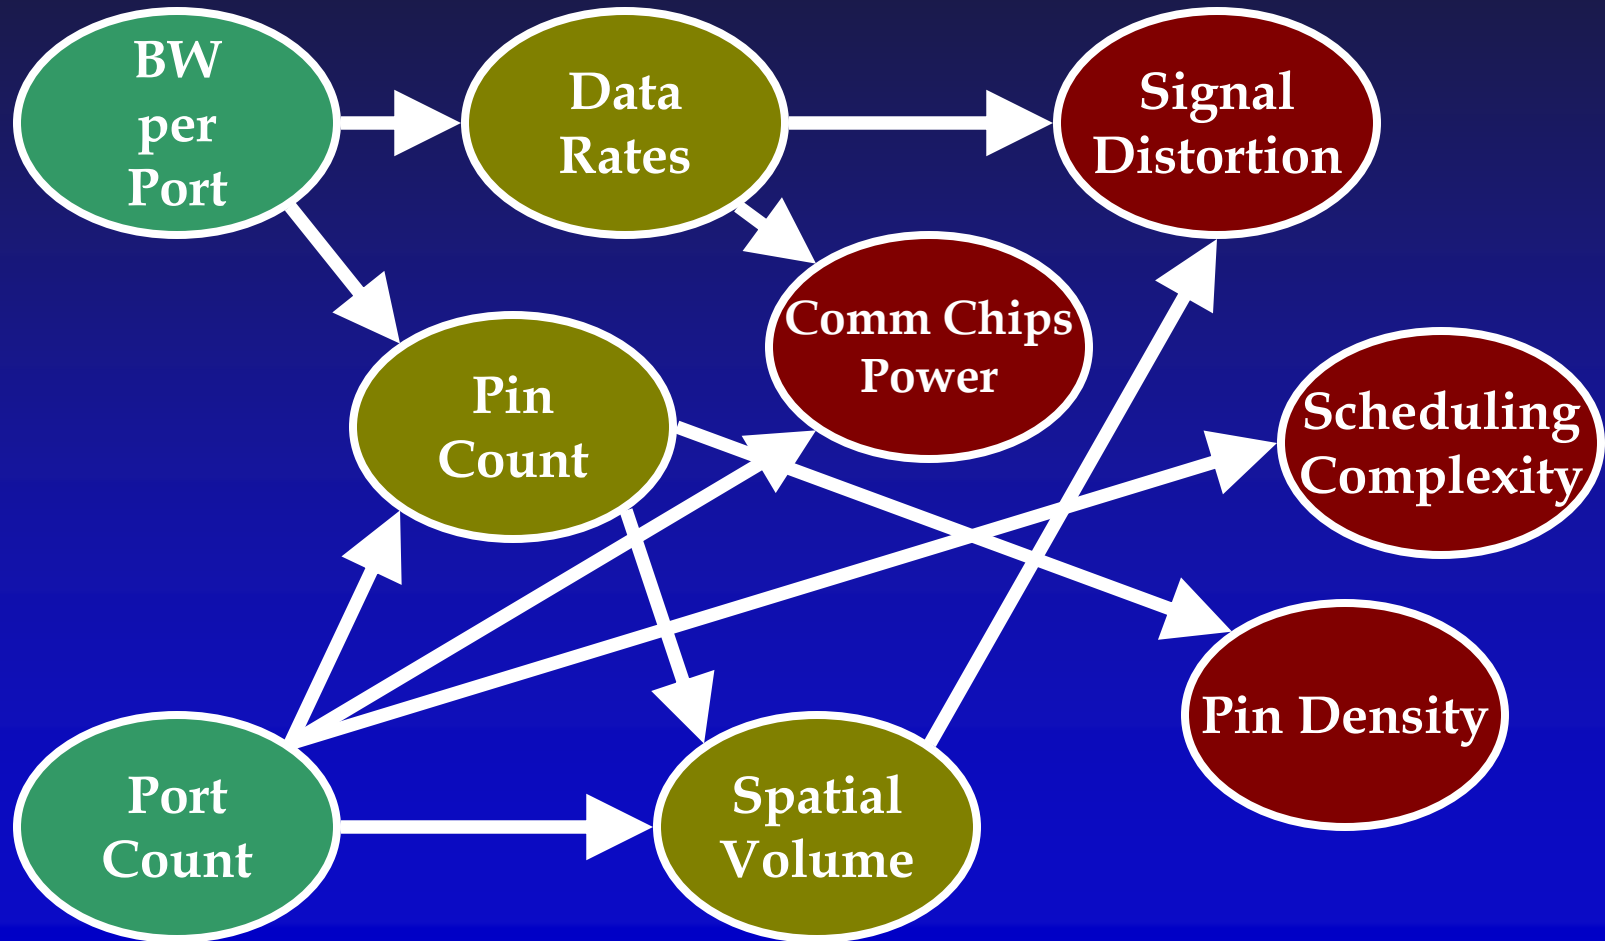 BW
per
Port
Data
Rates
Signal
Distortion
Comm Chips
Power
Pin
Count
Scheduling
Complexity
Pin Density
Port
Count
Spatial
Volume